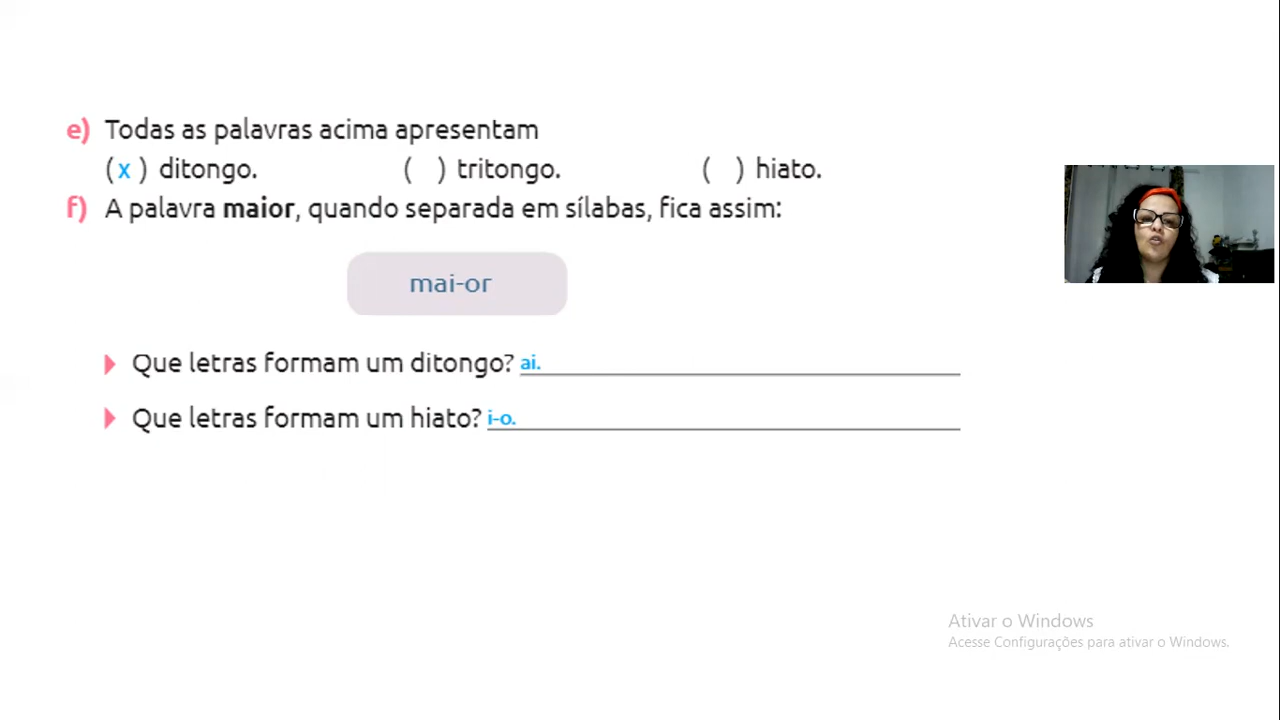 e) Todas as palavras acima apresentam
( x ) ditongo. ( ) tritongo. ( ) hiato.
f) A palavra maior, quando separada em sílabas, fica assim:
mai-or
Que letras formam um ditongo? ai.
Que letras formam um hiato? i-o.
Ativar o Windows
Acesse Configurações para ativar o Windows.